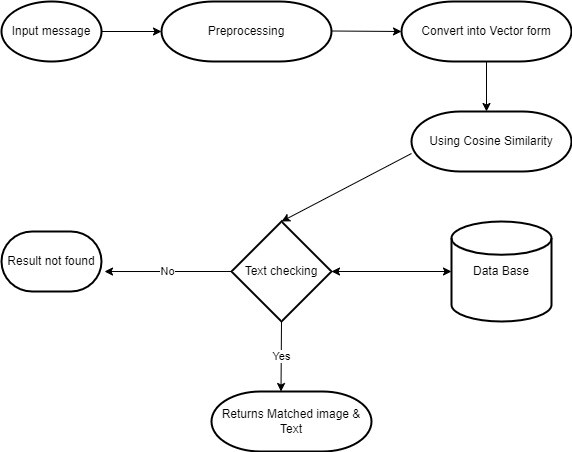 Input message
Preprocessing
Convert into Vector form
Using Cosine Similarity
Result not found
No
Text checking
Data Base
Yes
Returns Matched image &
Text